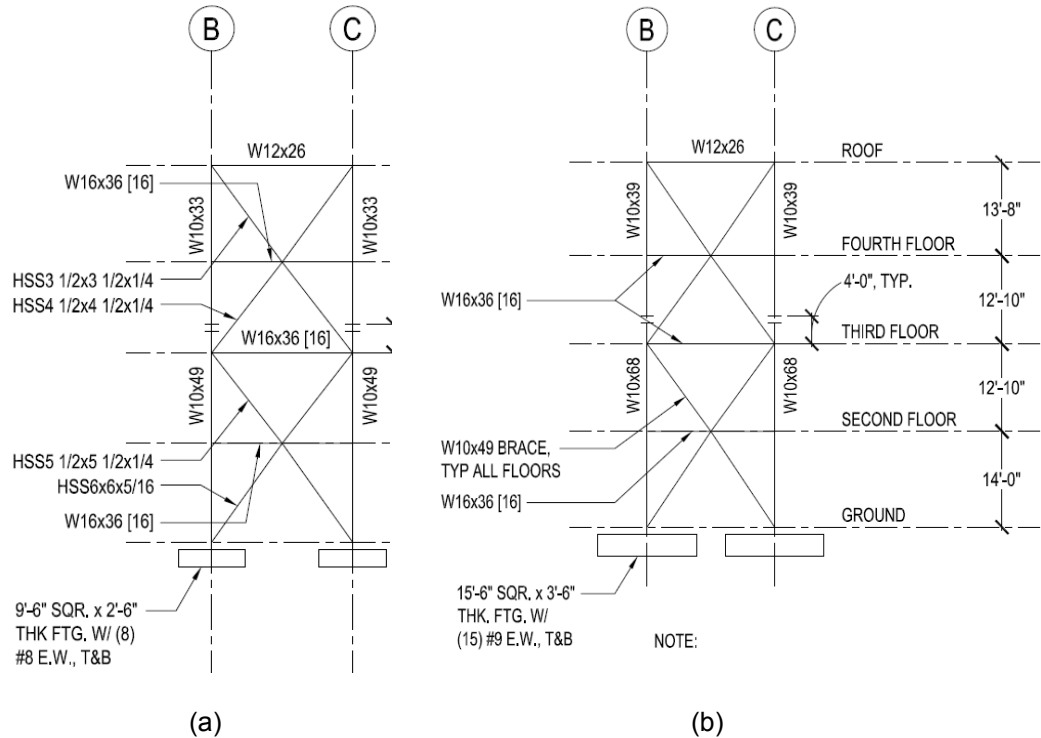 B
C
W12x26
W16x36 [16]
W10x33
W10x33
HSS3 1/2x3 1/2x1/4
HSS4 1/2x4 1/2x1/4
W16x36 [16]
W10x49
W10x49
HSS5 1/2x5 1/2x1/4
HSS6x6x5/16
W16x36 [16]
9'-6" SQR. x 2'-6"
THK FTG. W/ (8)
#8 E.W., T&B
(a)
B
C
W12x26
ROOF
W10x39
W10x39
13'-8"
FOURTH FLOOR
4'-0", TYP.
W16x36 [16]
12'-10"
THIRD FLOOR
W10x68
W10x68
12'-10"
SECOND FLOOR
W10x49 BRACE,
TYP ALL FLOORS
W16x36 [16]
14'-0"
GROUND
15'-6" SQR. x 3'-6"
THK. FTG. W/
(15) #9 E.W., T&B
NOTE:
(b)